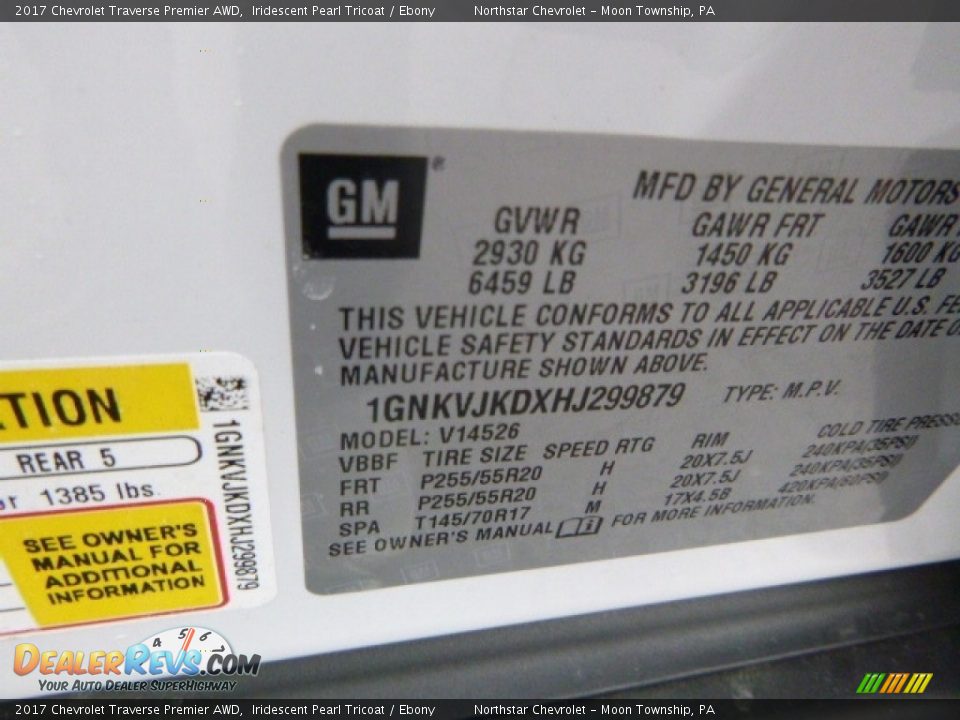 2017 Chevrolet Traverse Premier AWD, Iridescent Pearl Tricoat / Ebony Northstar Chevrolet - Moon Township, PA
GM ®
MFD BY GENERAL MOTORS
GVWR GAWR FRT GAWR
2930 KG 1450 KG 1600 KG
6459 LB 3196 LB 3527 LB
THIS VEHICLE CONFORMS TO ALL APPLICABLE U.S. FE
VEHICLE SAFETY STANDARDS IN EFFECT ON THE DATE O
MANUFACTURE SHOWN ABOVE.
1GNKVJKDXHJ299879 TYPE: M.P.V.
MODEL: V14526
VBBF TIRE SIZE SPEED RTG RIM COLD TIRE PRESSU
FRT P255/55R20 H 20X7.5J 240KPA(35PSI)
RR P255/55R20 H 20X7.5J 240KPA(35PSI)
SPA T145/70R17 M 17X4.5B 420KPA(60PSI)
SEE OWNER'S MANUAL FOR MORE INFORMATION.
TION
REAR 5
or 1385 lbs.
SEE OWNER'S
MANUAL FOR
ADDITIONAL
INFORMATION
1GNKVJKDXHJ299879
4 5 6
DealerRevs.com
Your Auto Dealer SuperHighway
2017 Chevrolet Traverse Premier AWD, Iridescent Pearl Tricoat / Ebony Northstar Chevrolet - Moon Township, PA